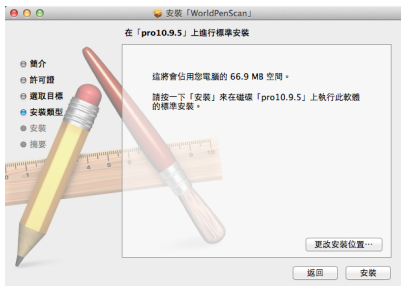 安裝「WorldPenScan」
在「pro10.9.5」上進行標準安裝
簡介
許可證
選取目標
安裝類型
安裝
摘要
這將會佔用您電腦的 66.9 MB 空間。
請按一下「安裝」來在磁碟「pro10.9.5」上執行此軟體
的標準安裝。
更改安裝位置⋯
返回
安裝